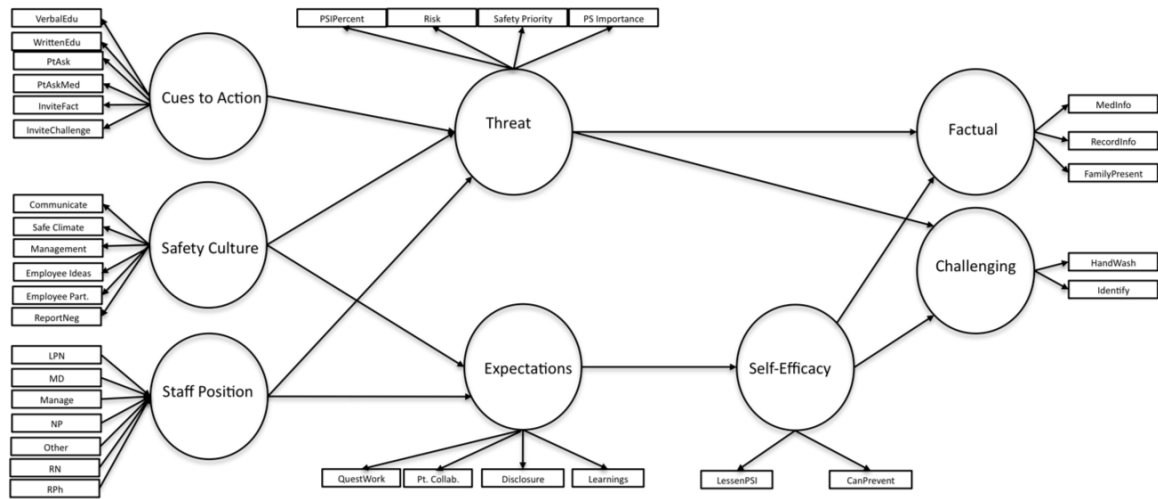 VerbalEdu
WrittenEdu
PtAsk
PtAskMed
InviteFact
InviteChallenge
Cues to Action
PSIPercent
Risk
Safety Priority
PS Importance
Threat
Factual
MedInfo
RecordInfo
FamilyPresent
Communicate
Safe Climate
Management
Employee Ideas
Employee Part.
ReportNeg
Safety Culture
Challenging
HandWash
Identify
LPN
MD
Manage
NP
Other
RN
RPh
Staff Position
Expectations
Self-Efficacy
QuestWork
Pt. Collab.
Disclosure
Learnings
LessenPSI
CanPrevent